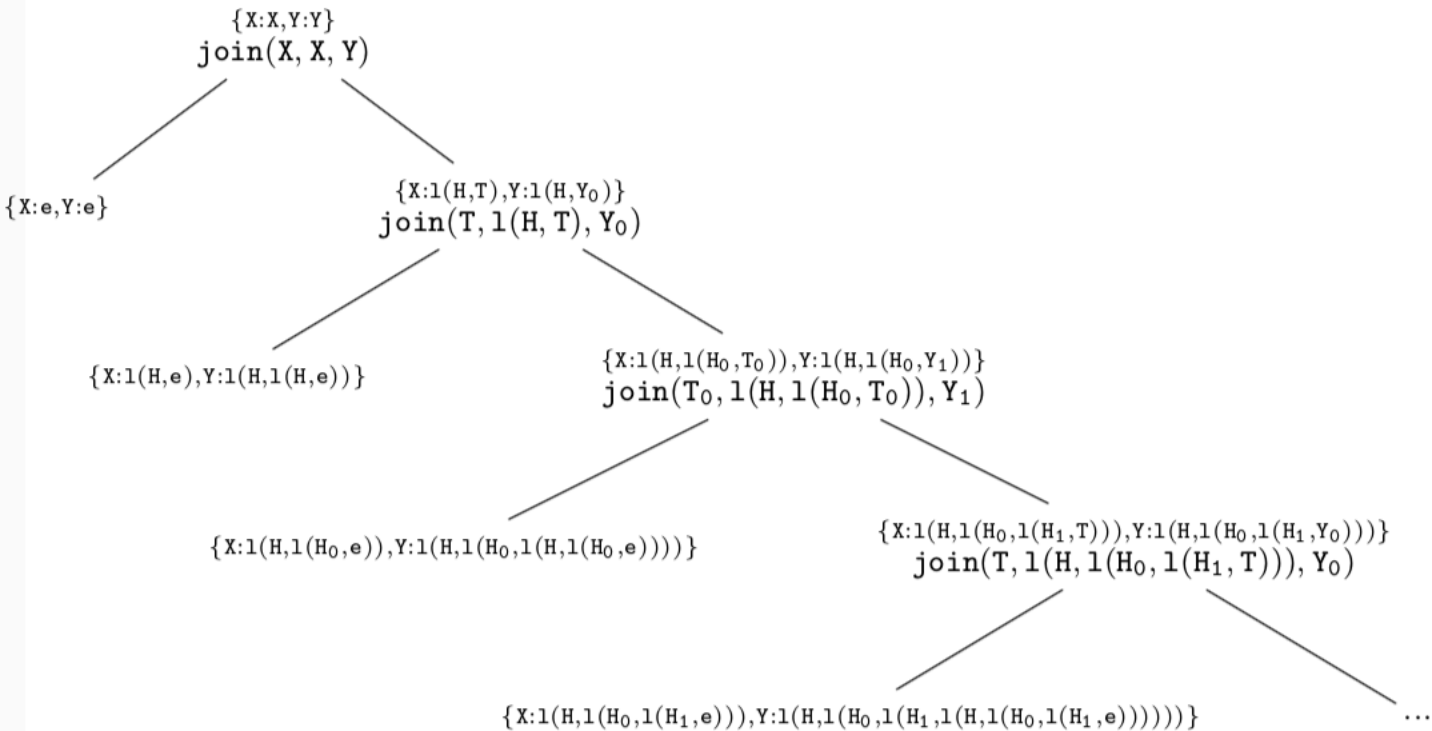 {X:X,Y:Y}
join(X, X, Y)
{X:e,Y:e}
{X:l(H,T),Y:l(H,Y₀)}
join(T, l(H, T), Y₀)
{X:l(H,e),Y:l(H,l(H,e))}
{X:l(H,l(H₀,T₀)),Y:l(H,l(H₀,Y₁))}
join(T₀, l(H, l(H₀, T₀)), Y₁)
{X:l(H,l(H₀,e)),Y:l(H,l(H₀,l(H,l(H₀,e))))}
{X:l(H,l(H₀,l(H₁,T))),Y:l(H,l(H₀,l(H₁,Y₀)))}
join(T, l(H, l(H₀, l(H₁, T))), Y₀)
{X:l(H,l(H₀,l(H₁,e))),Y:l(H,l(H₀,l(H₁,l(H,l(H₀,l(H₁,e))))))}
...